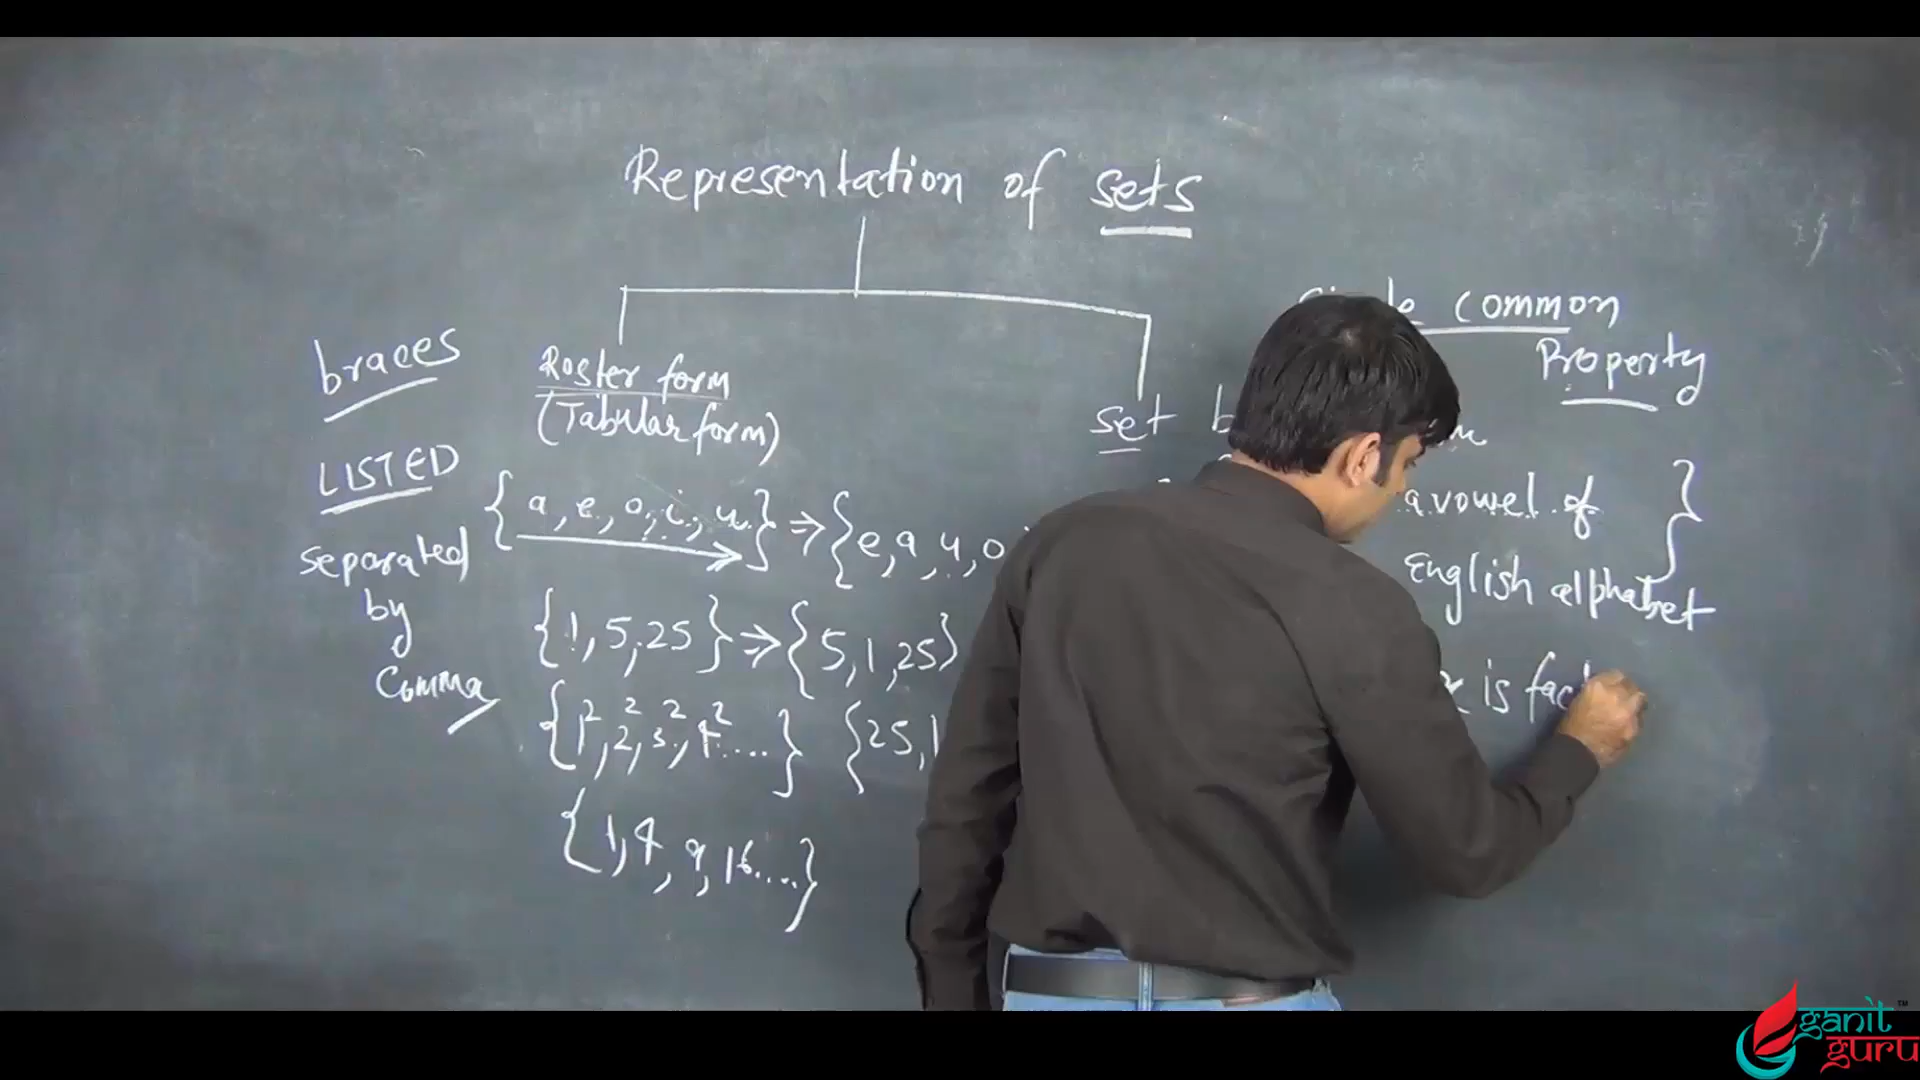 Representation of sets
common
Property
braces
Roster form
(Tabular form)
set
LISTED
{a, e, o, i, u} ⇒ {e, a, u, o
a vowel of
}
separated
by
comma
English alphabet
{1, 5, 25} ⇒ {5, 1, 25}
x is fact
{1², 2², 3², 4² ....} {25, 1
{1, 4, 9, 16....}
ganit
guru
TM